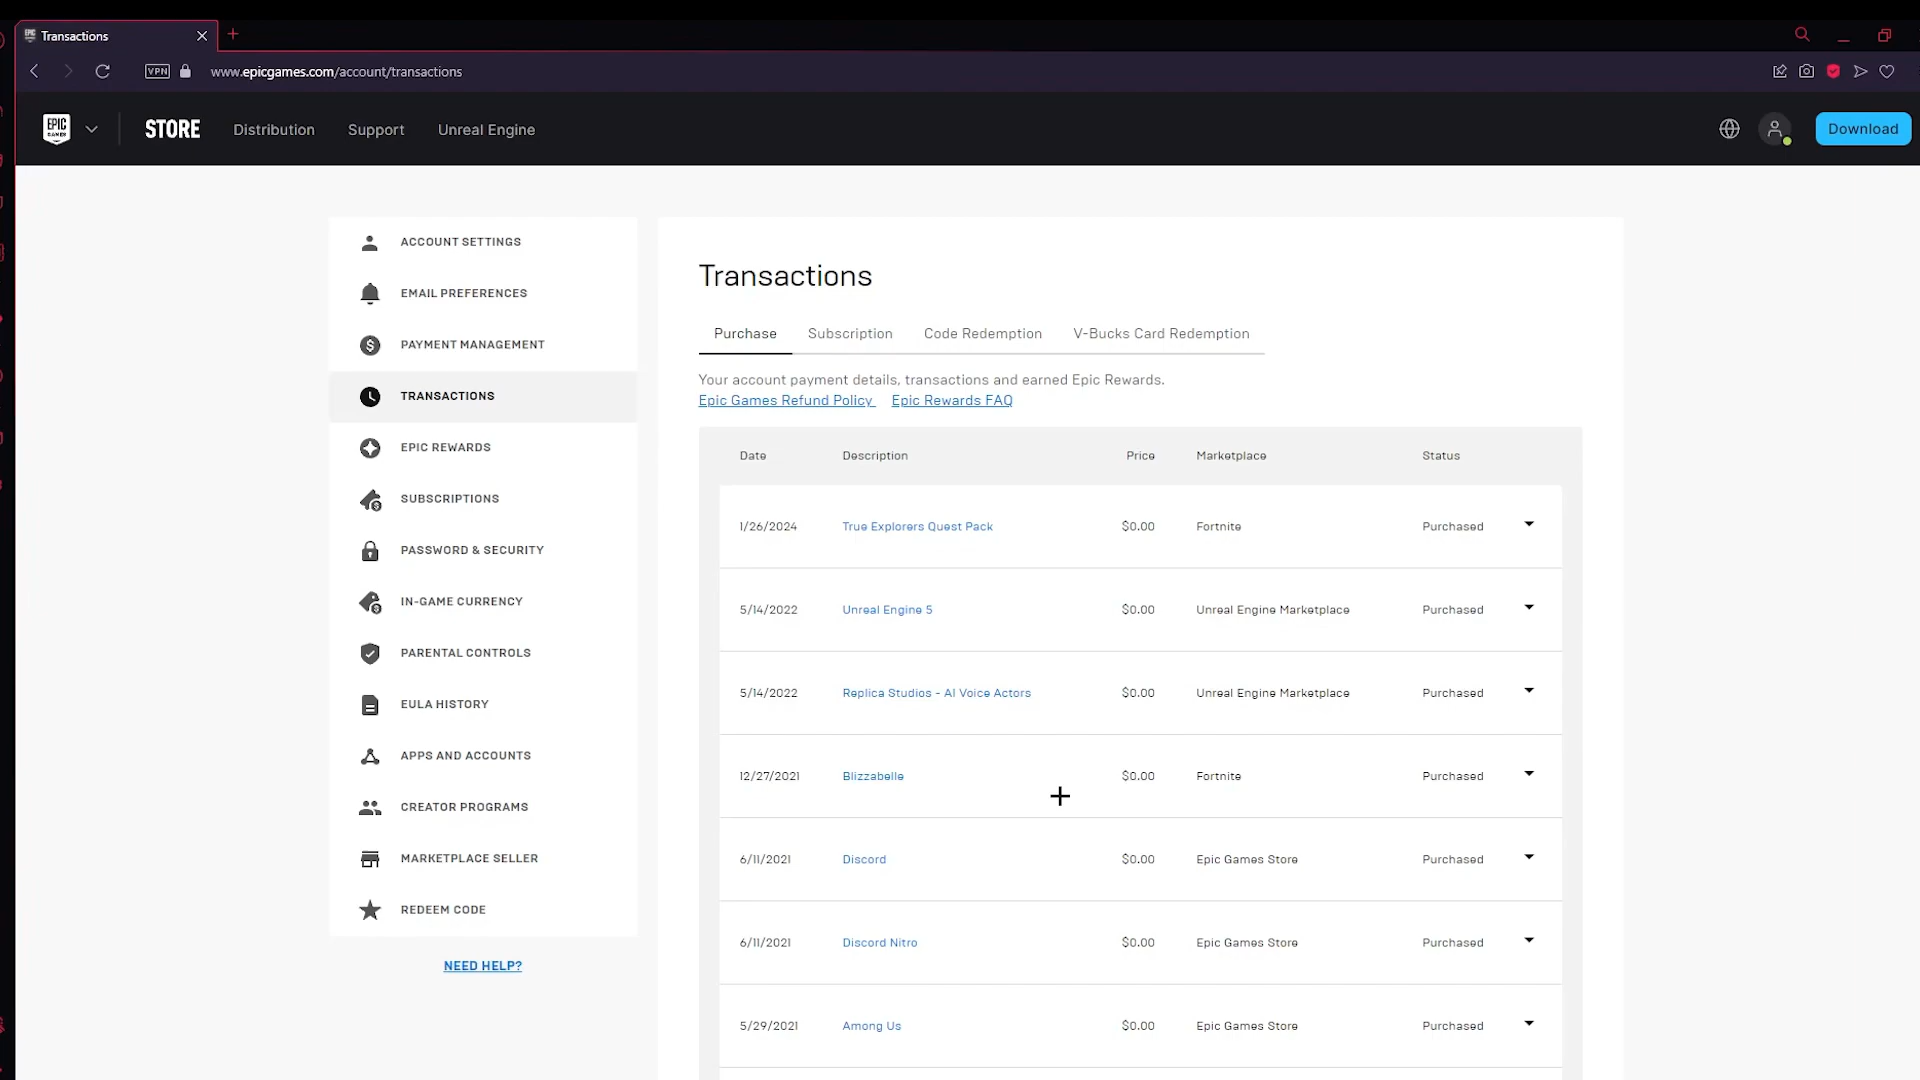 Transactions
VPN
www.epicgames.com/account/transactions
EPIC GAMES
STORE
Distribution
Support
Unreal Engine
Download
ACCOUNT SETTINGS
EMAIL PREFERENCES
PAYMENT MANAGEMENT
TRANSACTIONS
EPIC REWARDS
SUBSCRIPTIONS
PASSWORD & SECURITY
IN-GAME CURRENCY
PARENTAL CONTROLS
EULA HISTORY
APPS AND ACCOUNTS
CREATOR PROGRAMS
MARKETPLACE SELLER
REDEEM CODE
NEED HELP?
Transactions
Purchase Subscription Code Redemption V-Bucks Card Redemption
Your account payment details, transactions and earned Epic Rewards.
Epic Games Refund Policy Epic Rewards FAQ
Date Description Price Marketplace Status
1/26/2024 True Explorers Quest Pack $0.00 Fortnite Purchased
5/14/2022 Unreal Engine 5 $0.00 Unreal Engine Marketplace Purchased
5/14/2022 Replica Studios - AI Voice Actors $0.00 Unreal Engine Marketplace Purchased
12/27/2021 Blizzabelle $0.00 Fortnite Purchased
6/11/2021 Discord $0.00 Epic Games Store Purchased
6/11/2021 Discord Nitro $0.00 Epic Games Store Purchased
5/29/2021 Among Us $0.00 Epic Games Store Purchased